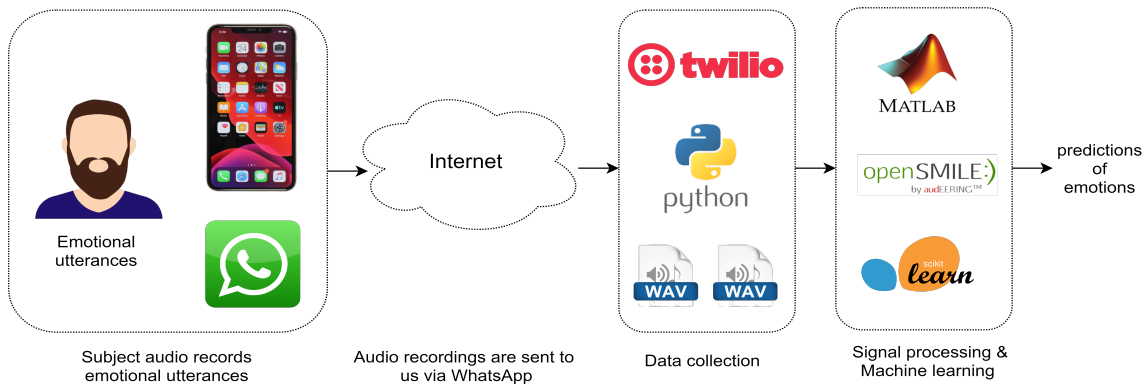 Emotional
utterances
Internet
twilio
python
WAV
WAV
MATLAB
openSMILE:)
by audEERING™
scikit
learn
predictions
of
emotions
Subject audio records
emotional utterances
Audio recordings are sent to
us via WhatsApp
Data collection
Signal processing &
Machine learning